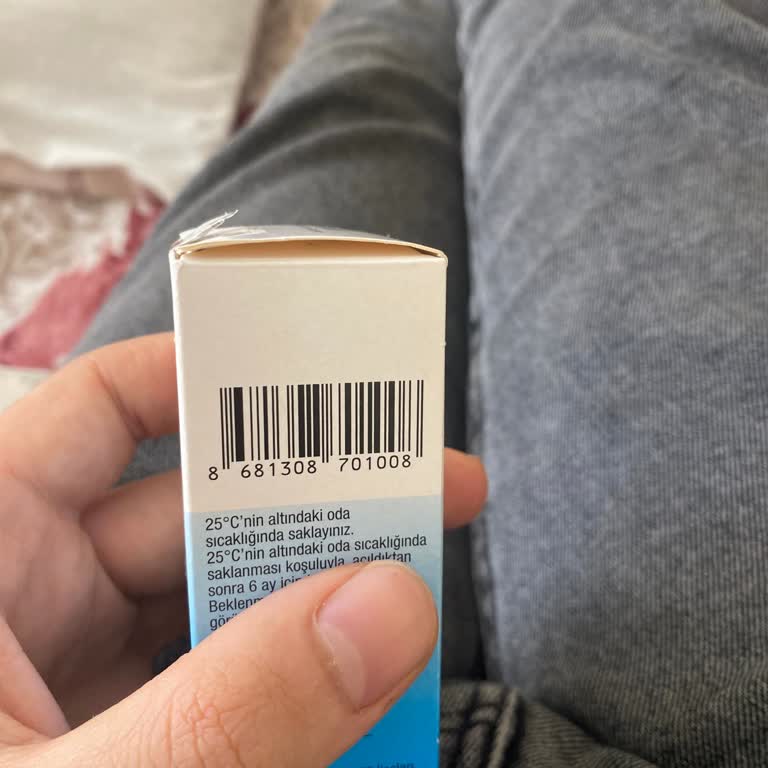 8 681308 701008
25°C'nin altındaki oda
sıcaklığında saklayınız.
25°C'nin altındaki oda sıcaklığında
saklanması koşuluyla, açıldıktan
sonra 6 ay için